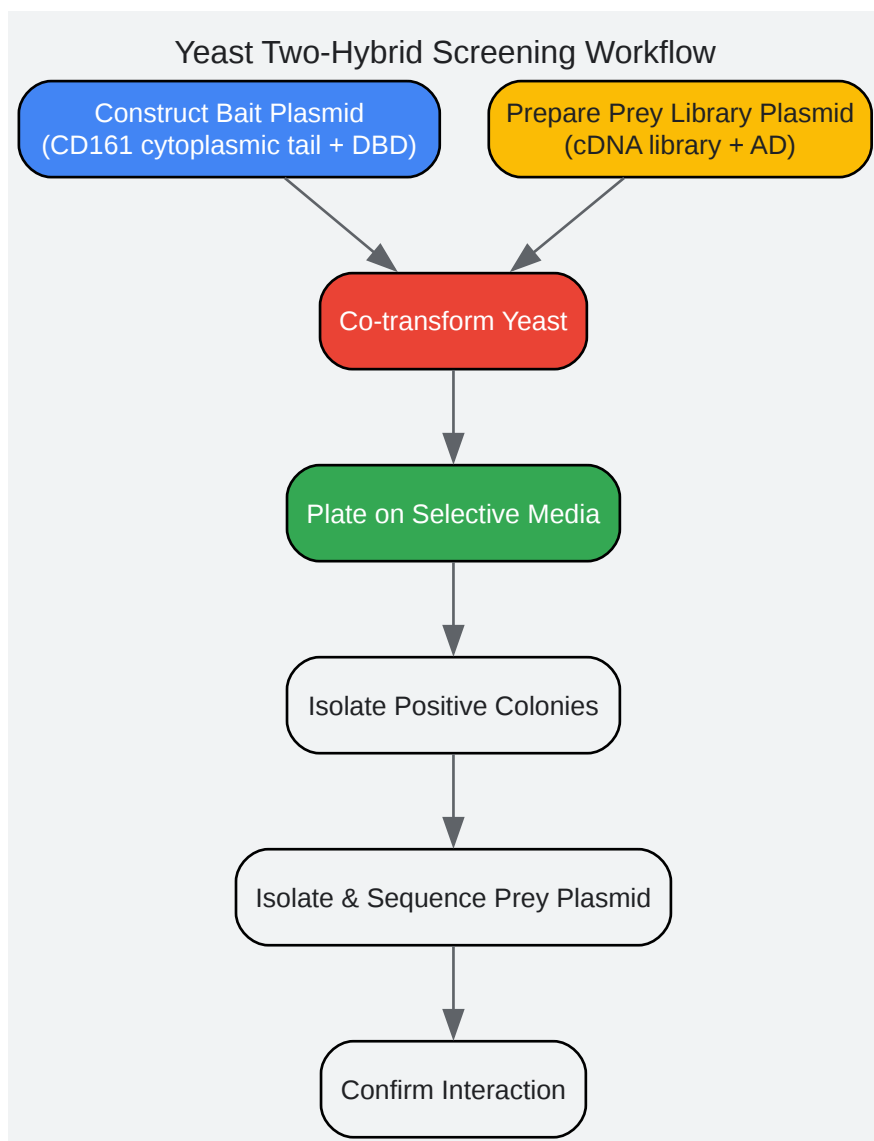 Yeast Two-Hybrid Screening Workflow
Construct Bait Plasmid
(CD161 cytoplasmic tail + DBD)
Prepare Prey Library Plasmid
(cDNA library + AD)
Co-transform Yeast
Plate on Selective Media
Isolate Positive Colonies
Isolate & Sequence Prey Plasmid
Confirm Interaction